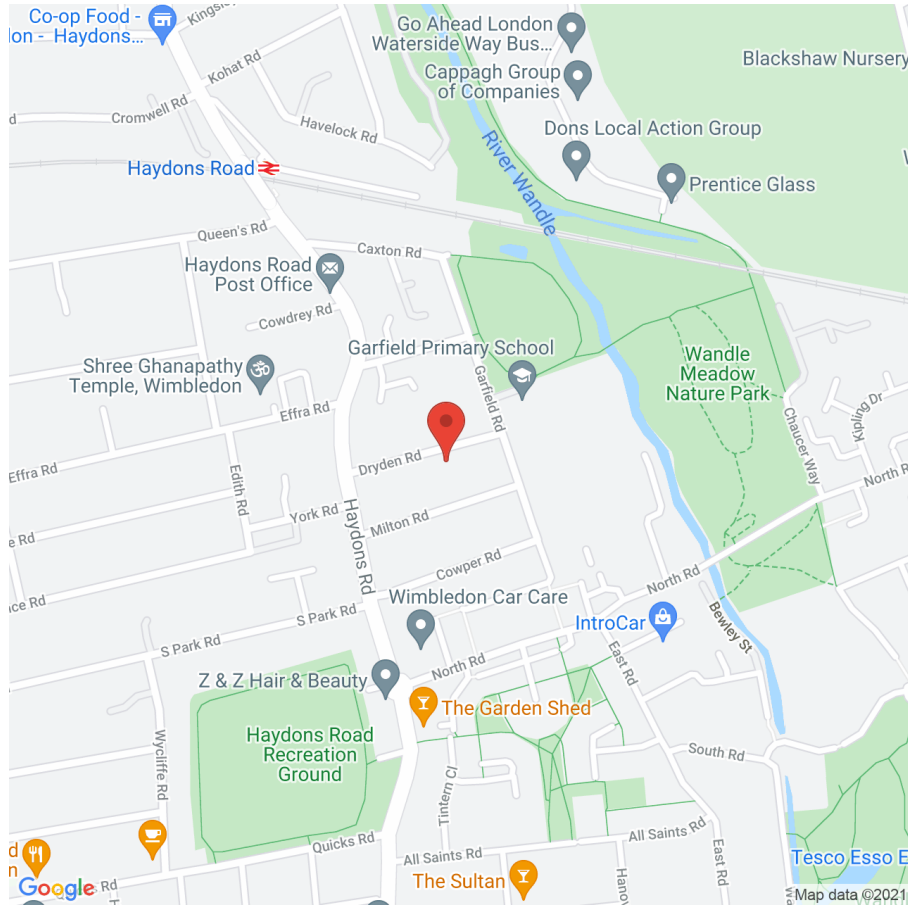 Co-op Food -
Haydons...
Kingsley
Kohat Rd
Cromwell Rd
Havelock Rd
Haydons Road
Go Ahead London
Waterside Way Bus...
Cappagh Group
of Companies
Blackshaw Nursery
Dons Local Action Group
Prentice Glass
River Wandle
Queen's Rd
Caxton Rd
Haydons Road
Post Office
Cowdrey Rd
Garfield Primary School
Shree Ghanapathy
Temple, Wimbledon
Wandle
Meadow
Nature Park
Garfield Rd
Effra Rd
Effra Rd
Edith Rd
Dryden Rd
Kipling Dr
Chaucer Way
North R
York Rd
Milton Rd
Haydons Rd
Cowper Rd
S Park Rd
S Park Rd
Wimbledon Car Care
North Rd
IntroCar
Bewley St
North Rd
East Rd
Z & Z Hair & Beauty
The Garden Shed
Haydons Road
Recreation
Ground
Wycliffe Rd
South Rd
Tintern Cl
Quicks Rd
All Saints Rd
All Saints Rd
East Rd
The Sultan
Tesco Esso E
Google
Map data ©2021